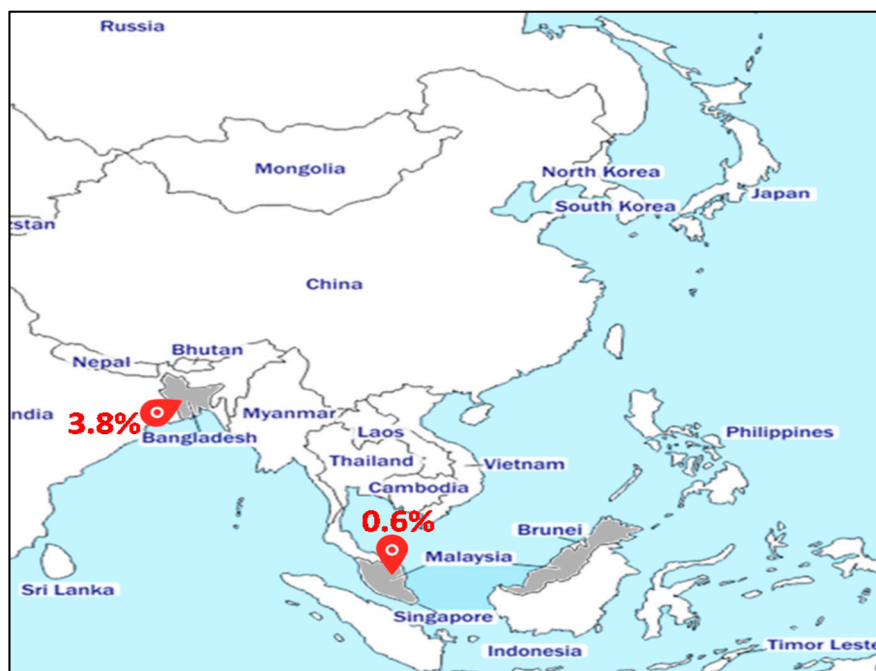 Russia
Mongolia
North Korea
South Korea
Japan
zstan
China
Nepal
Bhutan
ndia
3.8%
Bangladesh
Myanmar
Laos
Thailand
Vietnam
Cambodia
Philippines
0.6%
Brunei
Malaysia
Sri Lanka
Singapore
Indonesia
Timor Leste